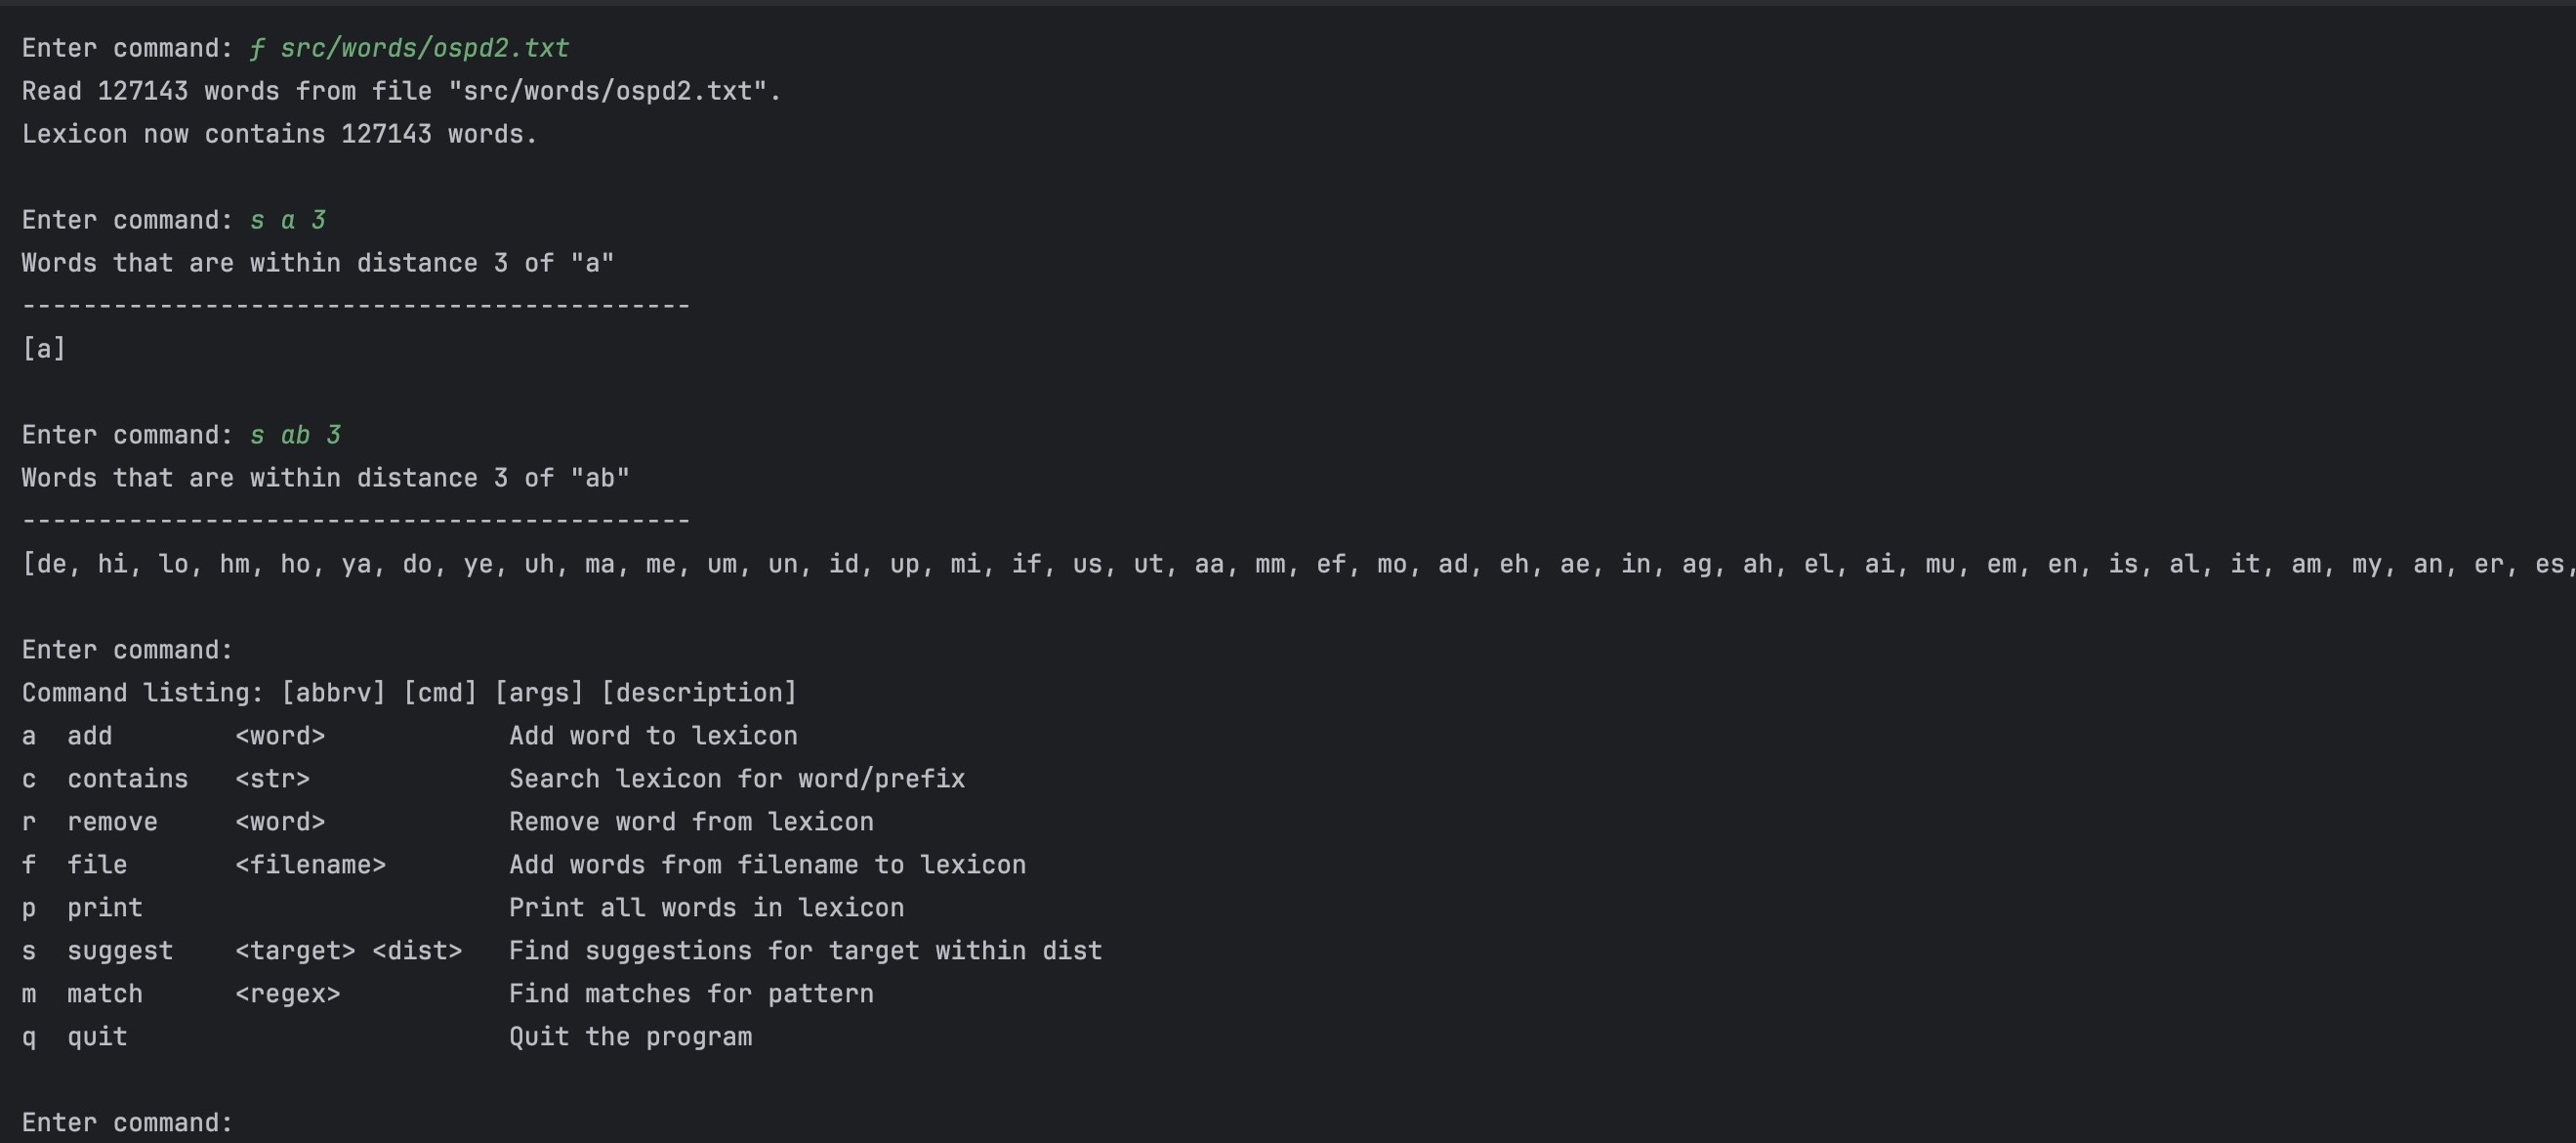 Enter command: f src/words/ospd2.txt
Read 127143 words from file "src/words/ospd2.txt".
Lexicon now contains 127143 words.
Enter command: s a 3
Words that are within distance 3 of "a"
--------------------------------------------
[a]
Enter command: s ab 3
Words that are within distance 3 of "ab"
--------------------------------------------
[de, hi, lo, hm, ho, ya, do, ye, uh, ma, me, um, un, id, up, mi, if, us, ut, aa, mm, ef, mo, ad, eh, ae, in, ag, ah, el, ai, mu, em, en, is, al, it, am, my, an, er, es,
Enter command:
Command listing: [abbrv] [cmd] [args] [description]
a  add        <word>            Add word to lexicon
c  contains   <str>             Search lexicon for word/prefix
r  remove     <word>            Remove word from lexicon
f  file       <filename>        Add words from filename to lexicon
p  print                        Print all words in lexicon
s  suggest    <target> <dist>   Find suggestions for target within dist
m  match      <regex>           Find matches for pattern
q  quit                         Quit the program
Enter command: